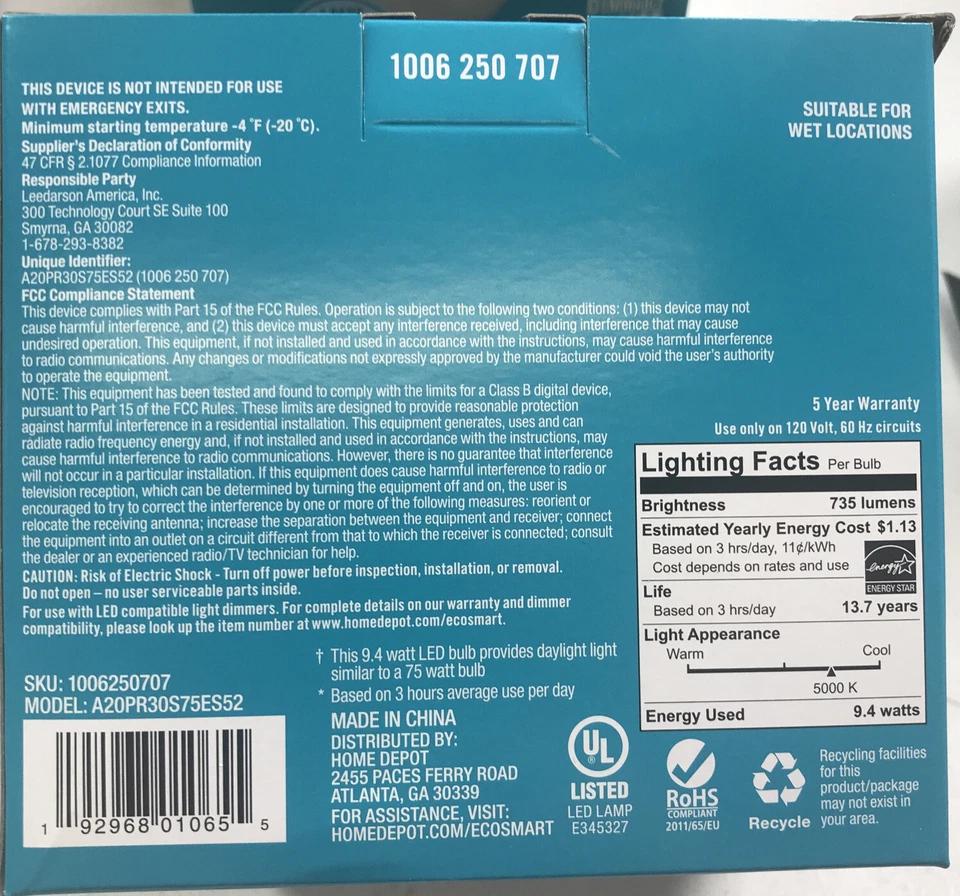 1006 250 707
THIS DEVICE IS NOT INTENDED FOR USE
WITH EMERGENCY EXITS.
Minimum starting temperature -4 °F (-20 °C).
Supplier's Declaration of Conformity
47 CFR § 2.1077 Compliance Information
Responsible Party
Leedarson America, Inc.
300 Technology Court SE Suite 100
Smyrna, GA 30082
1-678-293-8382
Unique Identifier:
A20PR30S75ES52 (1006 250 707)
FCC Compliance Statement
This device complies with Part 15 of the FCC Rules. Operation is subject to the following two conditions: (1) this device may not
cause harmful interference, and (2) this device must accept any interference received, including interference that may cause
undesired operation. This equipment, if not installed and used in accordance with the instructions, may cause harmful interference
to radio communications. Any changes or modifications not expressly approved by the manufacturer could void the user's authority
to operate the equipment.
NOTE: This equipment has been tested and found to comply with the limits for a Class B digital device,
pursuant to Part 15 of the FCC Rules. These limits are designed to provide reasonable protection
against harmful interference in a residential installation. This equipment generates, uses and can
radiate radio frequency energy and, if not installed and used in accordance with the instructions, may
cause harmful interference to radio communications. However, there is no guarantee that interference
will not occur in a particular installation. If this equipment does cause harmful interference to radio or
television reception, which can be determined by turning the equipment off and on, the user is
encouraged to try to correct the interference by one or more of the following measures: reorient or
relocate the receiving antenna; increase the separation between the equipment and receiver; connect
the equipment into an outlet on a circuit different from that to which the receiver is connected; consult
the dealer or an experienced radio/TV technician for help.
CAUTION: Risk of Electric Shock - Turn off power before inspection, installation, or removal.
Do not open – no user serviceable parts inside.
For use with LED compatible light dimmers. For complete details on our warranty and dimmer
compatibility, please look up the item number at www.homedepot.com/ecosmart.
SUITABLE FOR
WET LOCATIONS
5 Year Warranty
Use only on 120 Volt, 60 Hz circuits
Lighting Facts Per Bulb
Brightness 735 lumens
Estimated Yearly Energy Cost $1.13
Based on 3 hrs/day, 11¢/kWh
Cost depends on rates and use
energy
ENERGY STAR
Life
Based on 3 hrs/day 13.7 years
Light Appearance
Warm Cool
5000 K
Energy Used 9.4 watts
SKU: 1006250707
MODEL: A20PR30S75ES52
1 92968 01065 5
† This 9.4 watt LED bulb provides daylight light
similar to a 75 watt bulb
* Based on 3 hours average use per day
MADE IN CHINA
DISTRIBUTED BY:
HOME DEPOT
2455 PACES FERRY ROAD
ATLANTA, GA 30339
FOR ASSISTANCE, VISIT:
HOMEDEPOT.COM/ECOSMART
UL ®
LISTED
LED LAMP
E345327
RoHS
COMPLIANT
2011/65/EU
Recycle
Recycling facilities
for this
product/package
may not exist in
your area.